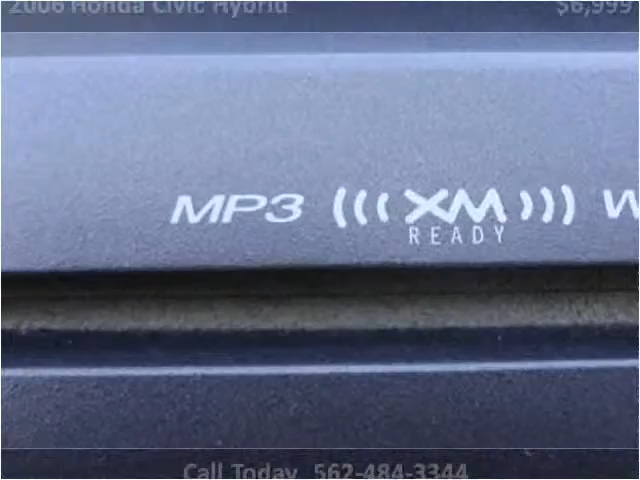 2006 Honda Civic Hybrid $6,999
MP3 (((XM))) W
READY
Call Today 562-484-3344